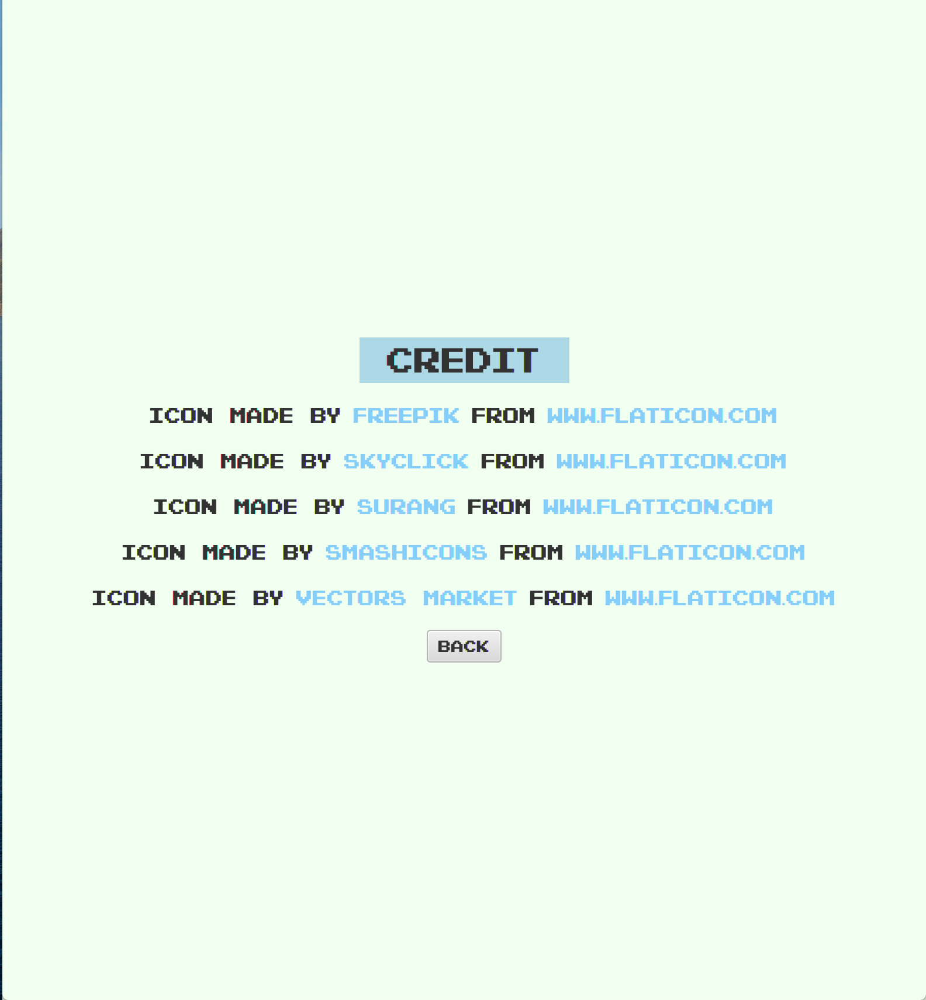 CREDIT
ICON MADE BY FREEPIK FROM WWW.FLATICON.COM
ICON MADE BY SKYCLICK FROM WWW.FLATICON.COM
ICON MADE BY SURANG FROM WWW.FLATICON.COM
ICON MADE BY SMASHICONS FROM WWW.FLATICON.COM
ICON MADE BY VECTORS MARKET FROM WWW.FLATICON.COM
BACK